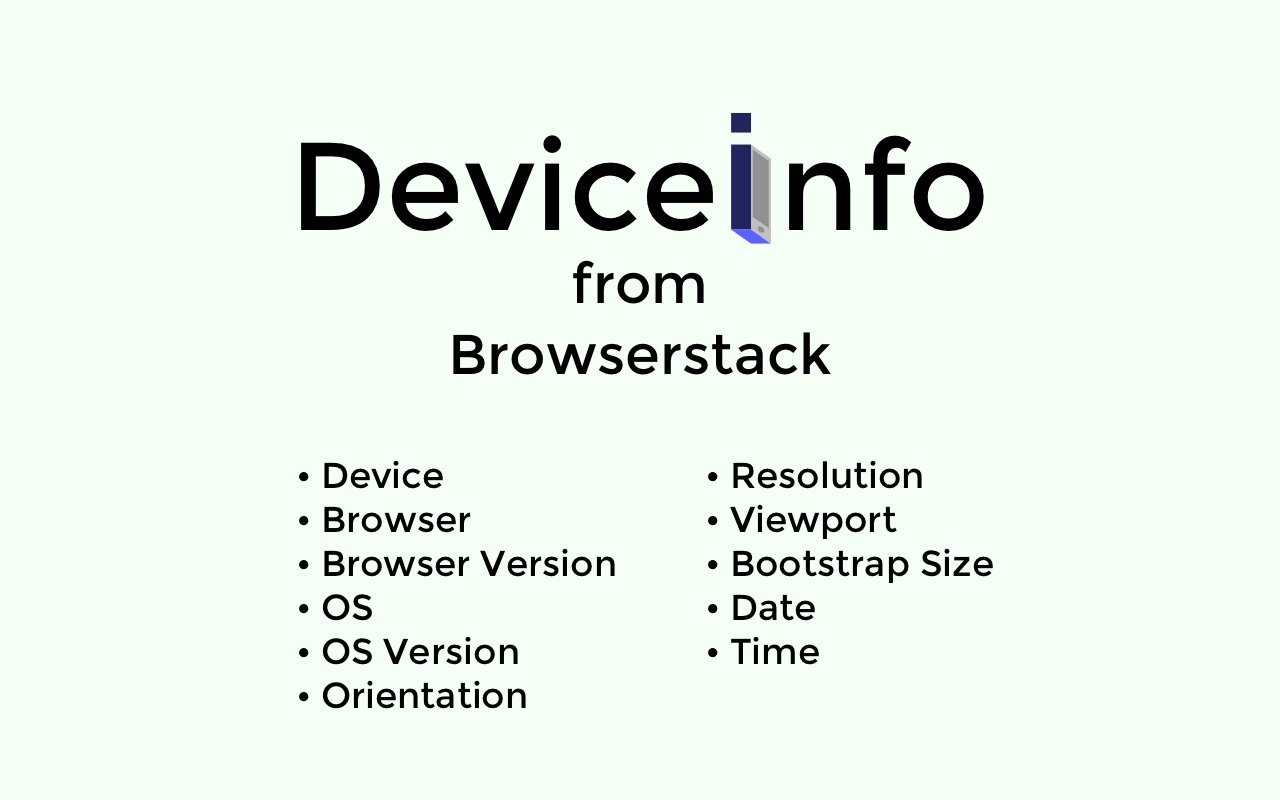 Deviceinfo
from
Browserstack
• Device
• Browser
• Browser Version
• OS
• OS Version
• Orientation
• Resolution
• Viewport
• Bootstrap Size
• Date
• Time